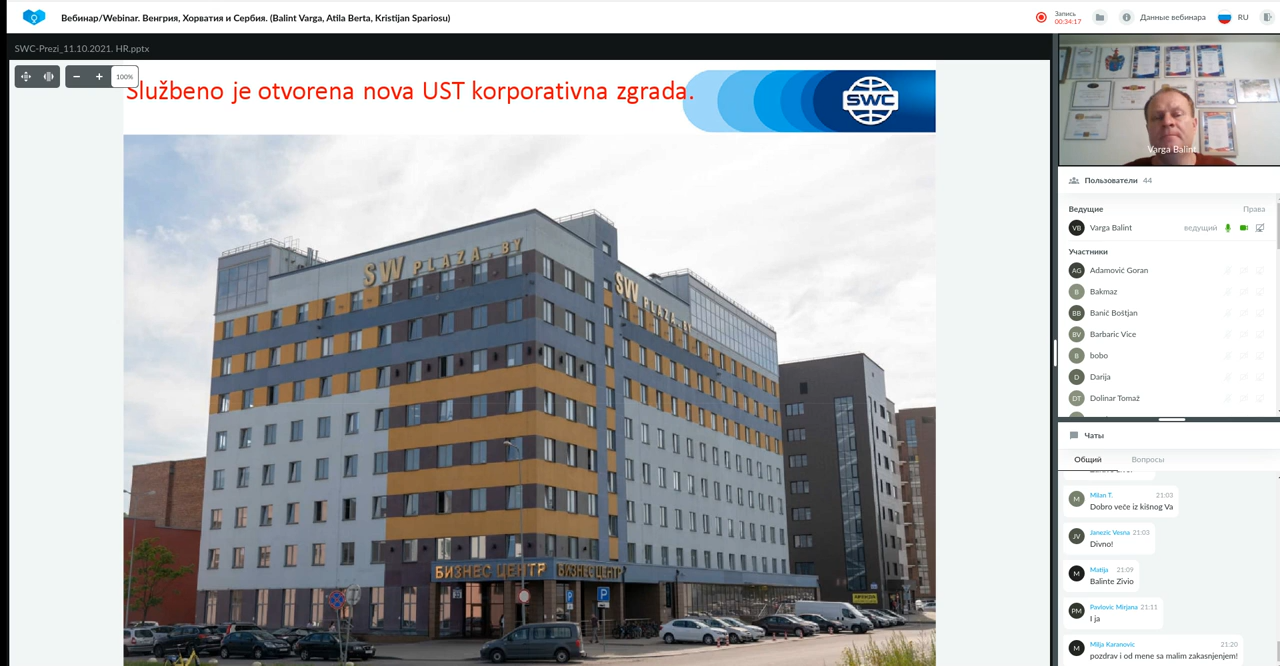 Вебинар/Webinar. Венгрия, Хорватия и Сербия. (Balint Varga, Atila Berta, Kristijan Spariosu)
Запись
00:34:17
Данные вебинара
RU
SWC-Prezi_11.10.2021. HR.pptx
100%
Službeno je otvorena nova UST korporativna zgrada.
SWC
SW PLAZA.BY
SW PLAZA.BY
БИЗНЕС ЦЕНТР
БИЗНЕС ЦЕНТР
P
P
Varga Balint
Пользователи 44
Ведущие Права
VB Varga Balint ведущий
Участники
AG Adamović Goran
B Bakmaz
BB Banić Boštjan
BV Barbaric Vice
B bobo
D Darija
DT Dolinar Tomaž
Чаты
Общий Вопросы
M Milan T. 21:03
Dobro veče iz kišnog Va
JV Janezic Vesna 21:03
Divno!
M Matija 21:09
Balinte Zivio
PM Pavlovic Mirjana 21:11
I ja
M Milja Karanovic 21:20
pozdrav i od mene sa malim zakasnjenjem!